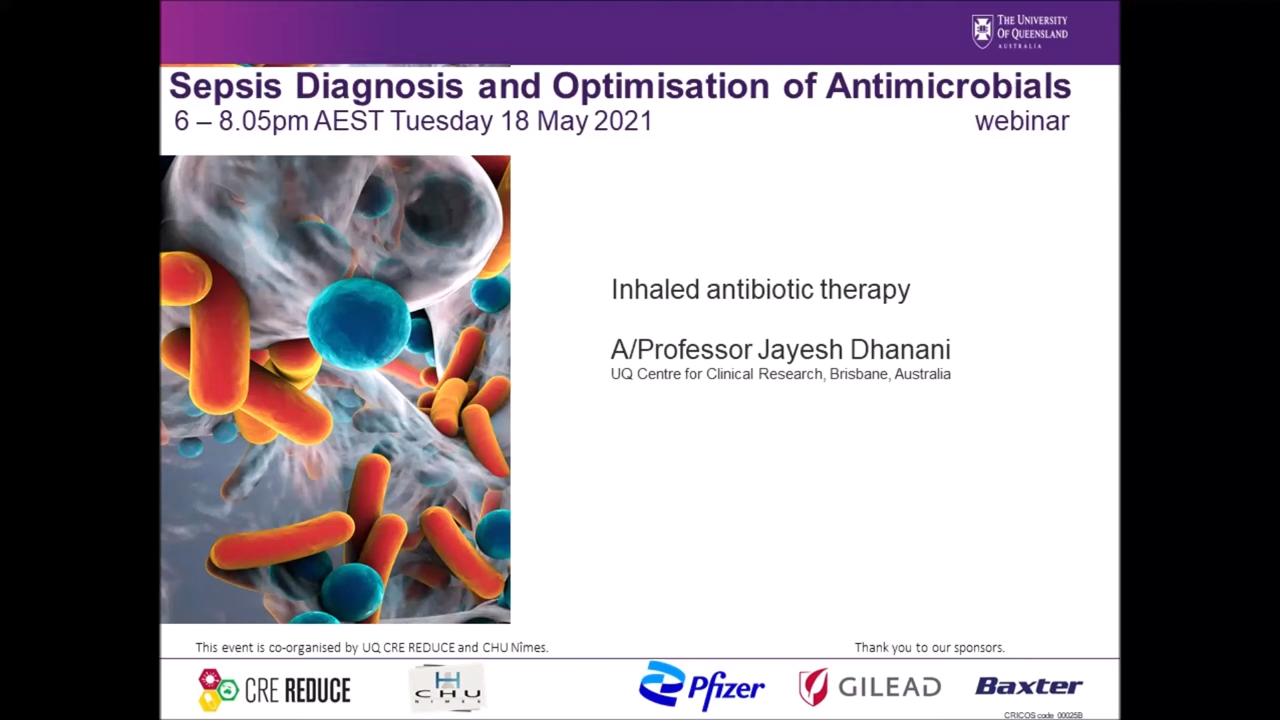 THE UNIVERSITY
OF QUEENSLAND
AUSTRALIA
Sepsis Diagnosis and Optimisation of Antimicrobials
6 – 8.05pm AEST Tuesday 18 May 2021 webinar
Inhaled antibiotic therapy
A/Professor Jayesh Dhanani
UQ Centre for Clinical Research, Brisbane, Australia
This event is co-organised by UQ CRE REDUCE and CHU Nîmes. Thank you to our sponsors.
CRE REDUCE
CHU
NIMES
Pfizer
GILEAD
Baxter
CRICOS code 00025B